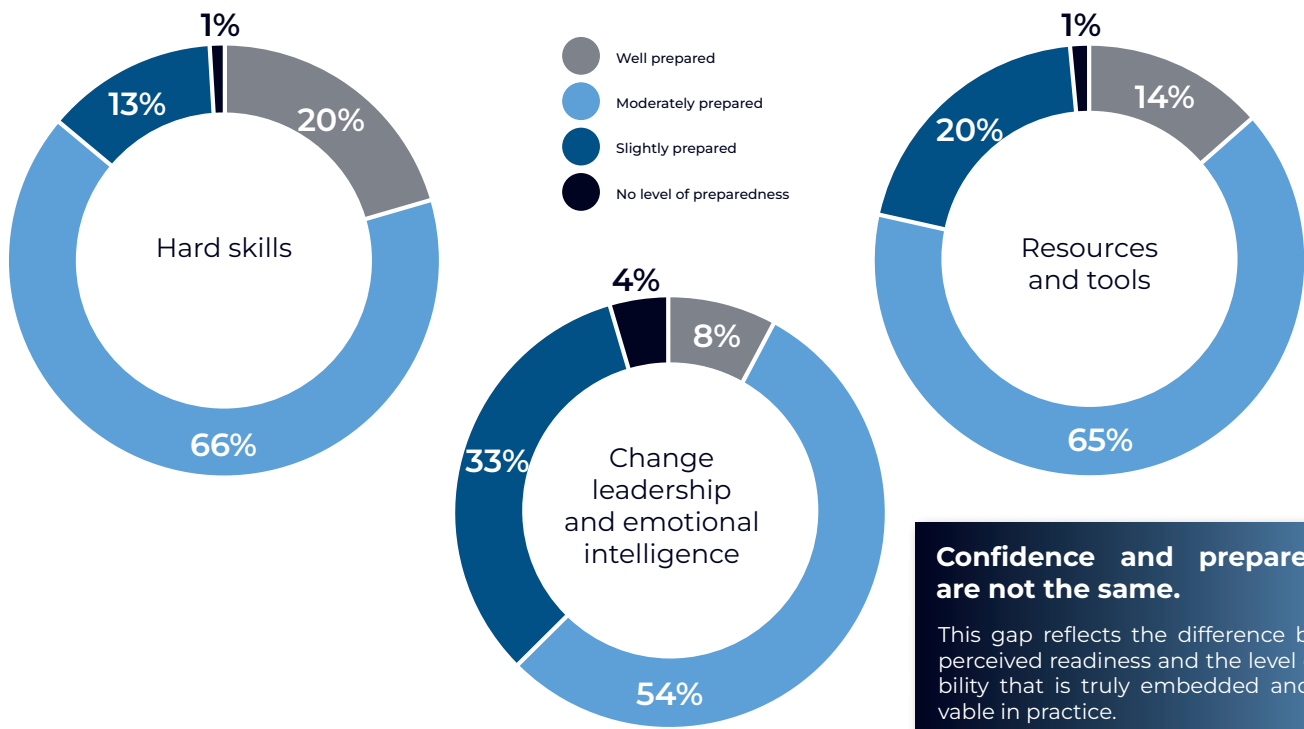 1%
13%
20%
Hard skills
66%
Well prepared
Moderately prepared
Slightly prepared
No level of preparedness
1%
14%
20%
Resources
and tools
65%
4%
8%
33%
Change
leadership
and emotional
intelligence
54%
Confidence and prepare
are not the same.
This gap reflects the difference b
perceived readiness and the level
bility that is truly embedded and
vable in practice.